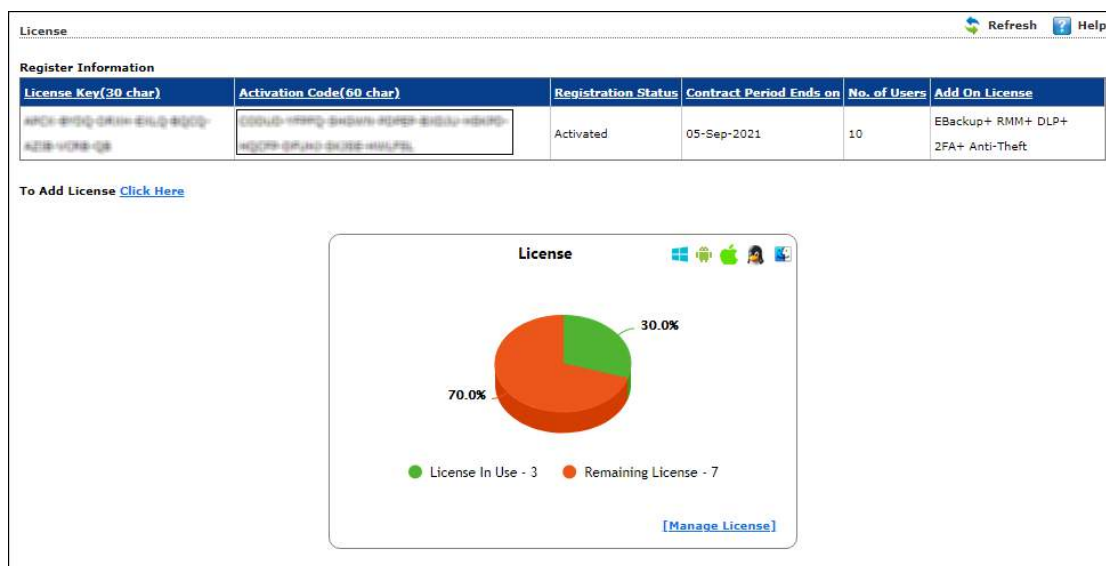 License
Refresh
Help
Register Information
License Key(30 char) Activation Code(60 char) Registration Status Contract Period Ends on No. of Users Add On License
Activated 05-Sep-2021 10 EBackup+ RMM+ DLP+
2FA+ Anti-Theft
To Add License Click Here
License
30.0%
70.0%
License In Use - 3 Remaining License - 7
[Manage License]